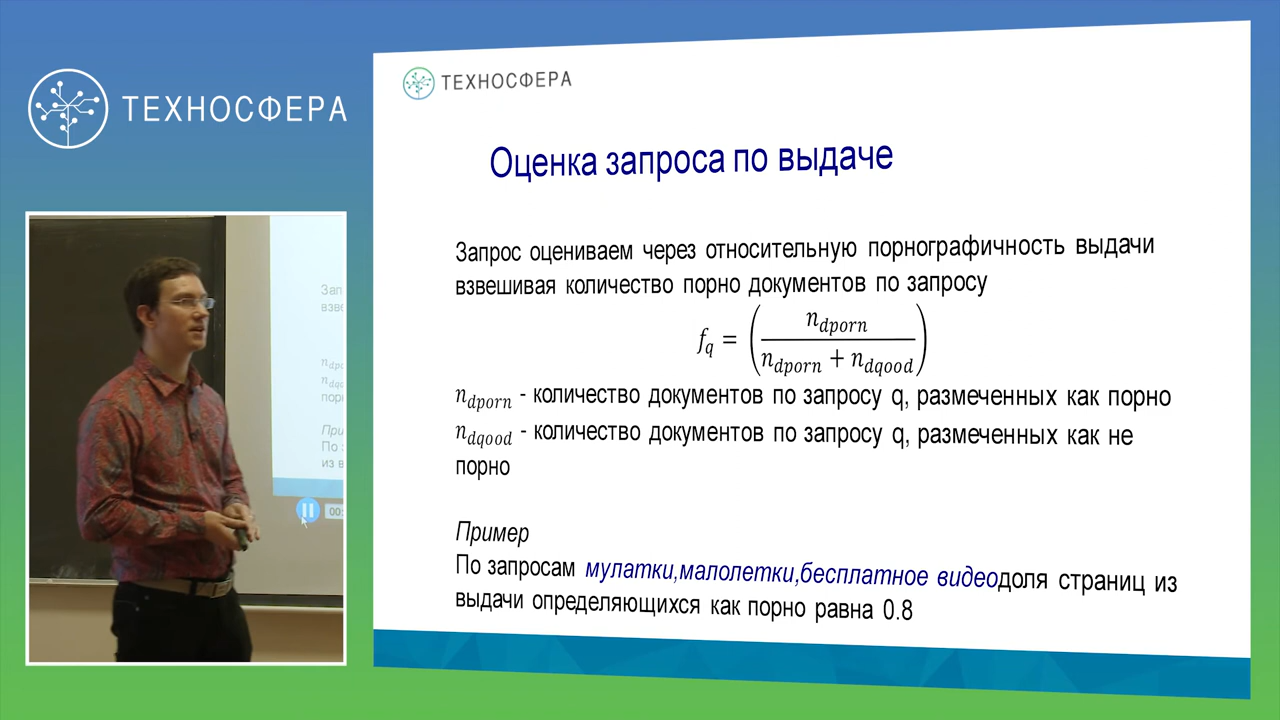 ТЕХНОСФЕРА
ТЕХНОСФЕРА
Оценка запроса по выдаче
Запрос оцениваем через относительную порнографичность выдачи
взвешивая количество порно документов по запросу
f_q = (n_dporn / (n_dporn + n_dqood))
n_dporn - количество документов по запросу q, размеченных как порно
n_dqood - количество документов по запросу q, размеченных как не
порно
Пример
По запросам мулатки,малолетки,бесплатное видеодоля страниц из
выдачи определяющихся как порно равна 0.8